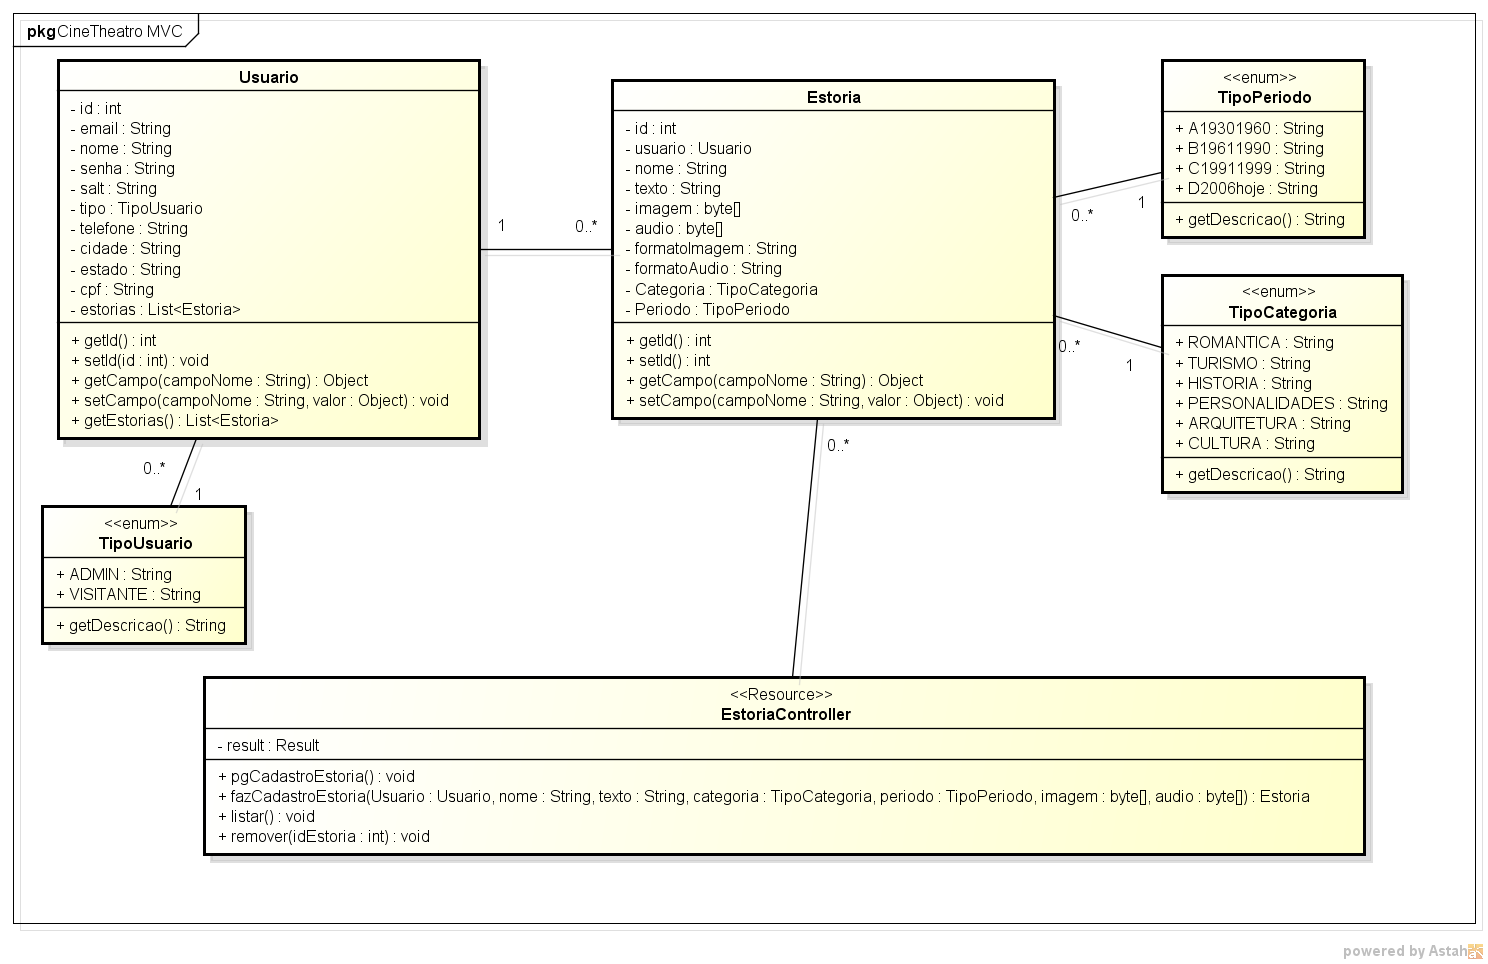 pkg CineTheatro MVC
Usuario
- id : int
- email : String
- nome : String
- senha : String
- salt : String
- tipo : TipoUsuario
- telefone : String
- cidade : String
- estado : String
- cpf : String
- estorias : List<Estoria>
+ getId() : int
+ setId(id : int) : void
+ getCampo(campoNome : String) : Object
+ setCampo(campoNome : String, valor : Object) : void
+ getEstorias() : List<Estoria>
1
0..*
Estoria
- id : int
- usuario : Usuario
- nome : String
- texto : String
- imagem : byte[]
- audio : byte[]
- formatoImagem : String
- formatoAudio : String
- Categoria : TipoCategoria
- Periodo : TipoPeriodo
+ getId() : int
+ setId() : int
+ getCampo(campoNome : String) : Object
+ setCampo(campoNome : String, valor : Object) : void
0..*
1
<<enum>>
TipoPeriodo
+ A19301960 : String
+ B19611990 : String
+ C19911999 : String
+ D2006hoje : String
+ getDescricao() : String
0..*
1
<<enum>>
TipoCategoria
+ ROMANTICA : String
+ TURISMO : String
+ HISTORIA : String
+ PERSONALIDADES : String
+ ARQUITETURA : String
+ CULTURA : String
+ getDescricao() : String
0..*
1
<<enum>>
TipoUsuario
+ ADMIN : String
+ VISITANTE : String
+ getDescricao() : String
0..*
<<Resource>>
EstoriaController
- result : Result
+ pgCadastroEstoria() : void
+ fazCadastroEstoria(Usuario : Usuario, nome : String, texto : String, categoria : TipoCategoria, periodo : TipoPeriodo, imagem : byte[], audio : byte[]) : Estoria
+ listar() : void
+ remover(idEstoria : int) : void
powered by Astah